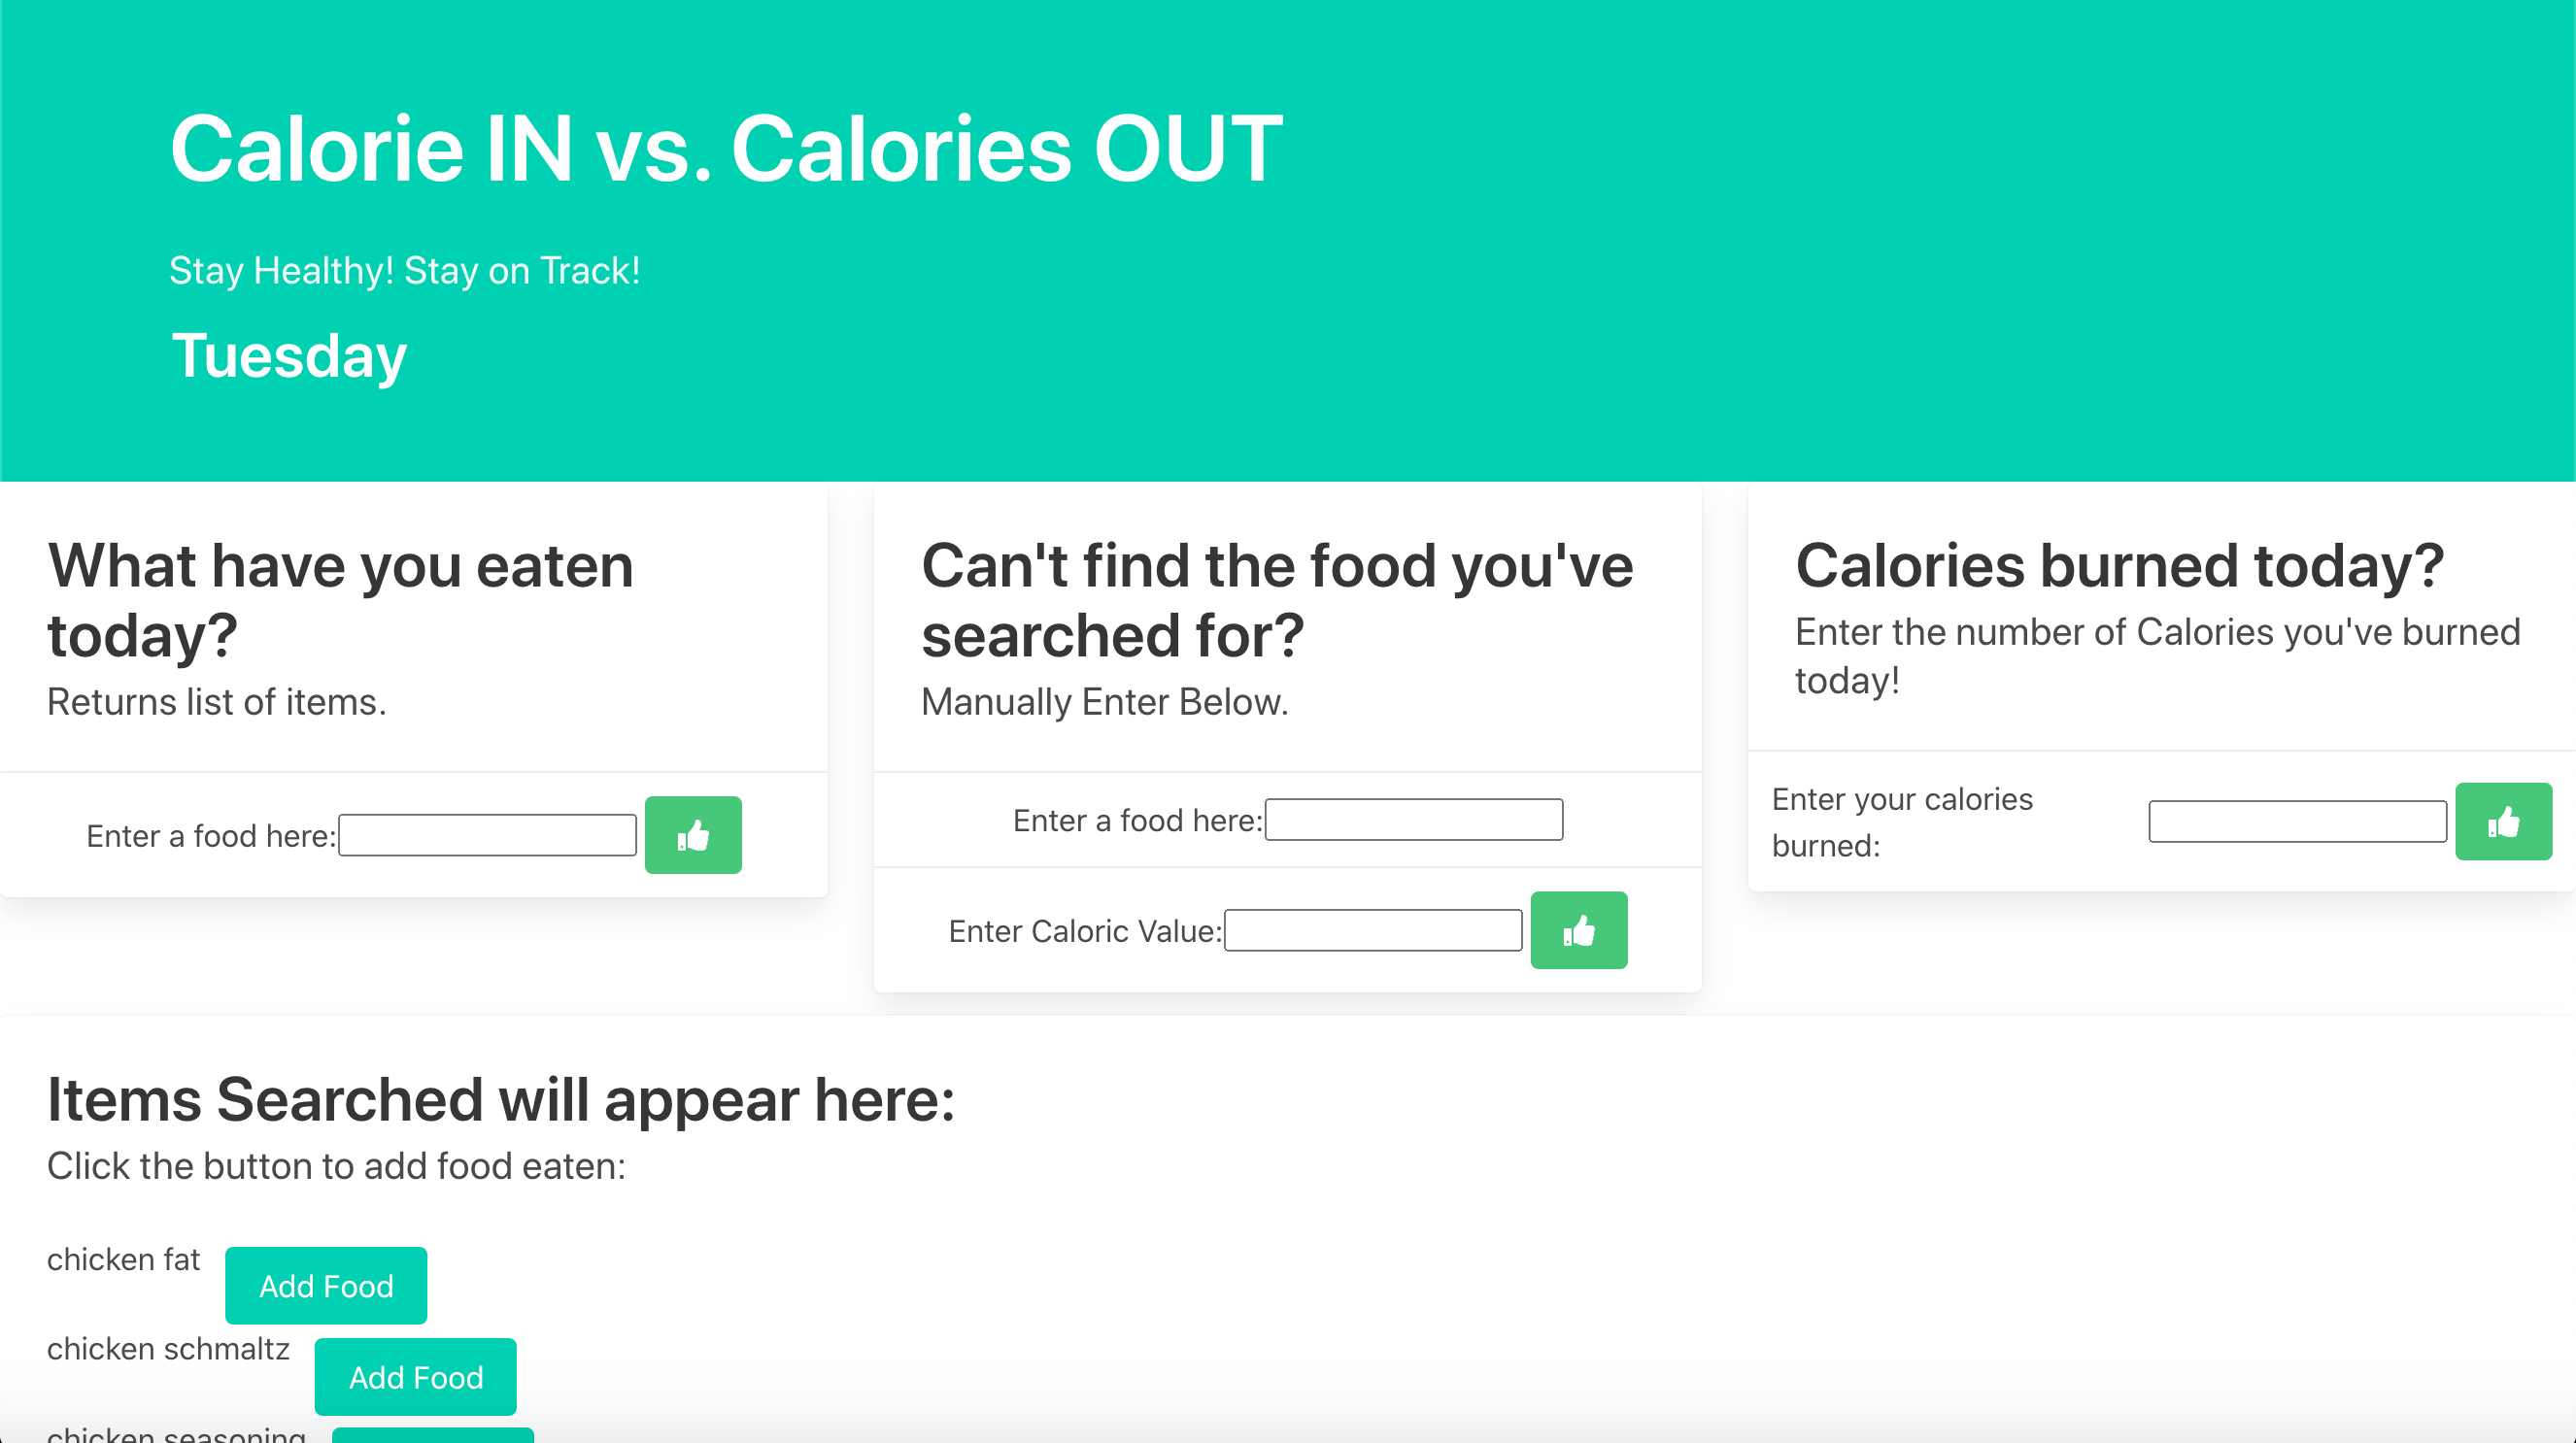 Calorie IN vs. Calories OUT
Stay Healthy! Stay on Track!
Tuesday
What have you eaten
today?
Returns list of items.
Enter a food here:
Can't find the food you've
searched for?
Manually Enter Below.
Enter a food here:
Enter Caloric Value:
Calories burned today?
Enter the number of Calories you've burned
today!
Enter your calories
burned:
Items Searched will appear here:
Click the button to add food eaten:
chicken fat
Add Food
chicken schmaltz
Add Food
chicken seasoning